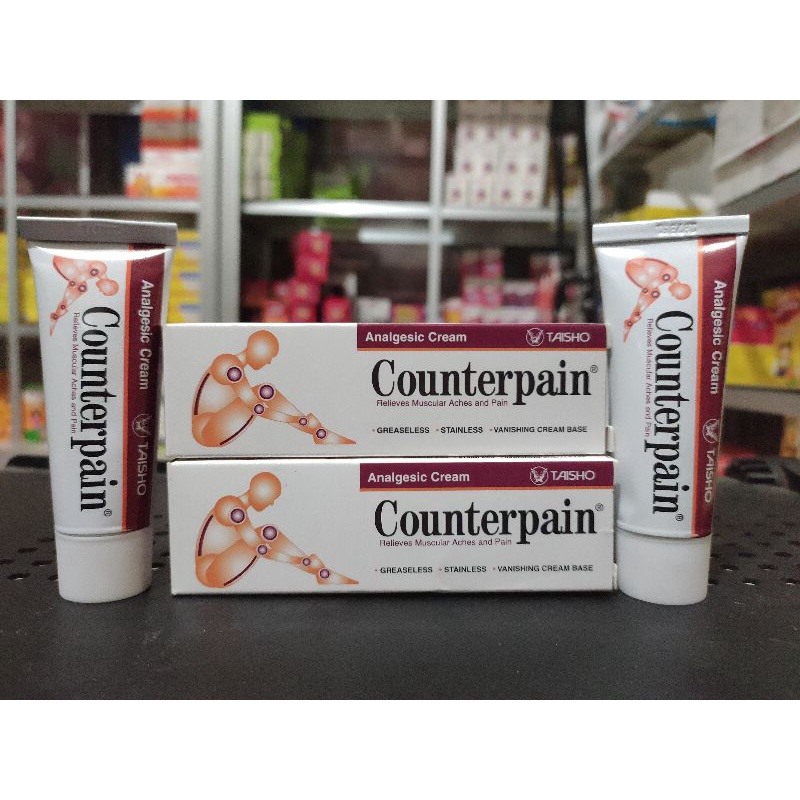 Analgesic Cream
Counterpain®
Relieves Muscular Aches and Pain
TAISHO
Analgesic Cream
TAISHO
Counterpain®
Relieves Muscular Aches and Pain
• GREASELESS • STAINLESS • VANISHING CREAM BASE
Analgesic Cream
TAISHO
Counterpain®
Relieves Muscular Aches and Pain
• GREASELESS • STAINLESS • VANISHING CREAM BASE
Analgesic Cream
Counterpain®
Relieves Muscular Aches and Pain
TAISHO